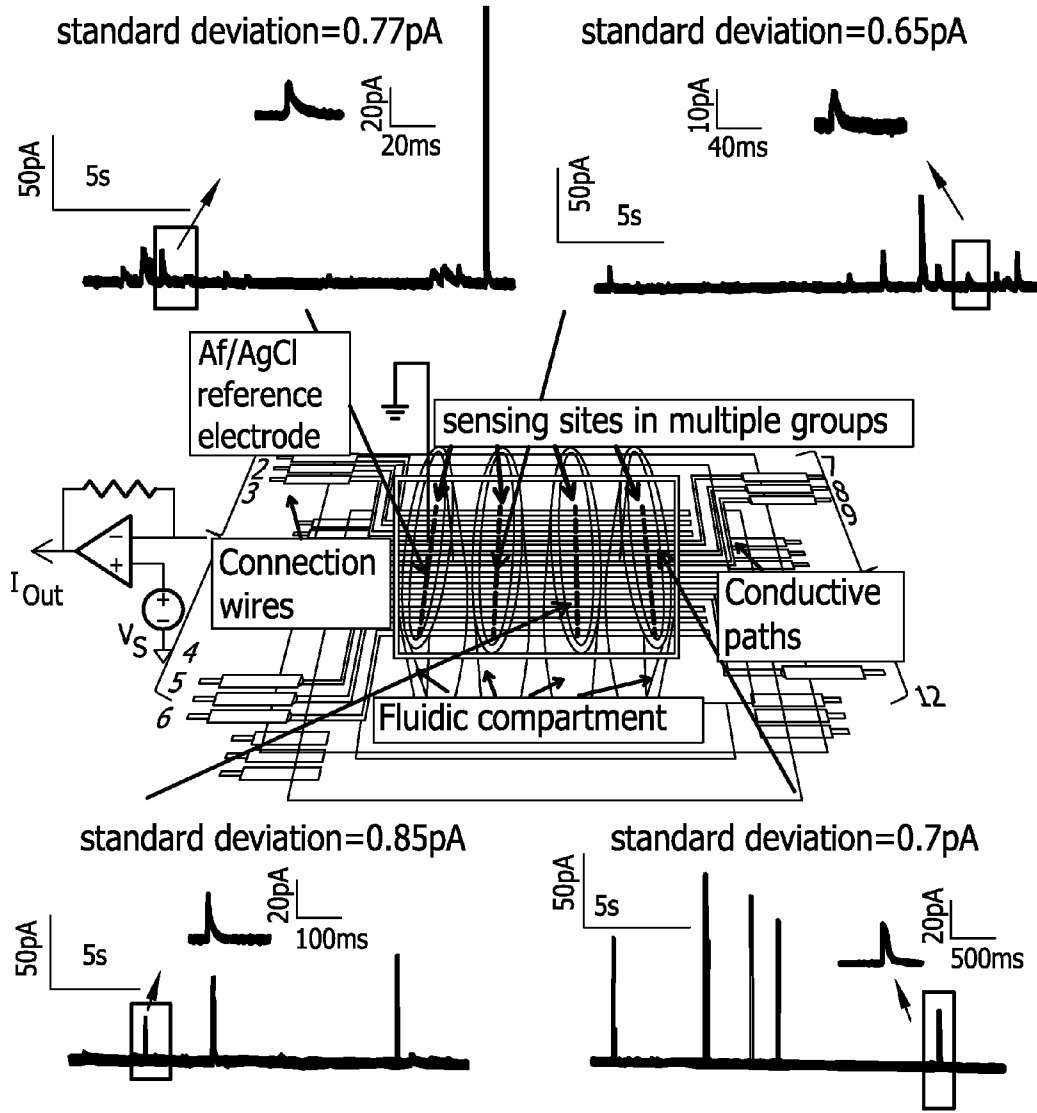 standard deviation=0.77pA
standard deviation=0.65pA
20pA
20ms
50pA
5s
10pA
40ms
50pA
5s
Af/AgCl
reference
electrode
sensing sites in multiple groups
2
3
7
8
9
Connection
wires
Conductive
paths
I Out
VS
4
5
6
12
Fluidic compartment
standard deviation=0.85pA
standard deviation=0.7pA
20pA
100ms
50pA
5s
50pA
5s
20pA
500ms